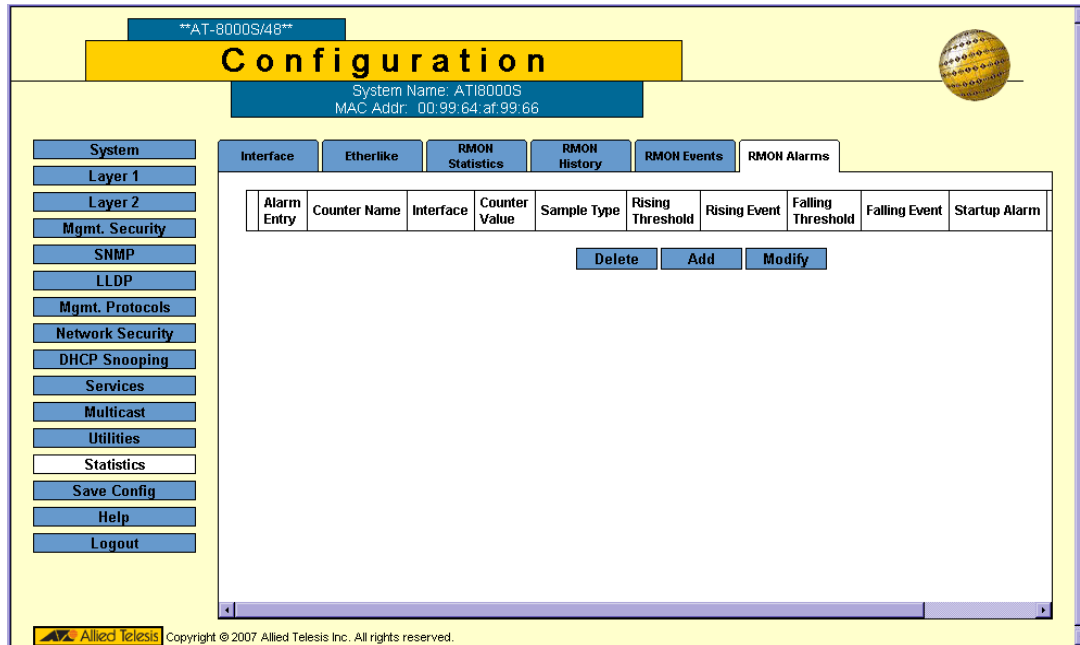 **AT-8000S/48**
Configuration
System Name: ATI8000S
MAC Addr: 00:99:64:af:99:66
System
Layer 1
Layer 2
Mgmt. Security
SNMP
LLDP
Mgmt. Protocols
Network Security
DHCP Snooping
Services
Multicast
Utilities
Statistics
Save Config
Help
Logout
Interface
Etherlike
RMON Statistics
RMON History
RMON Events
RMON Alarms
Alarm Entry
Counter Name
Interface
Counter Value
Sample Type
Rising Threshold
Rising Event
Falling Threshold
Falling Event
Startup Alarm
Delete
Add
Modify
Allied Telesis
Copyright © 2007 Allied Telesis Inc. All rights reserved.